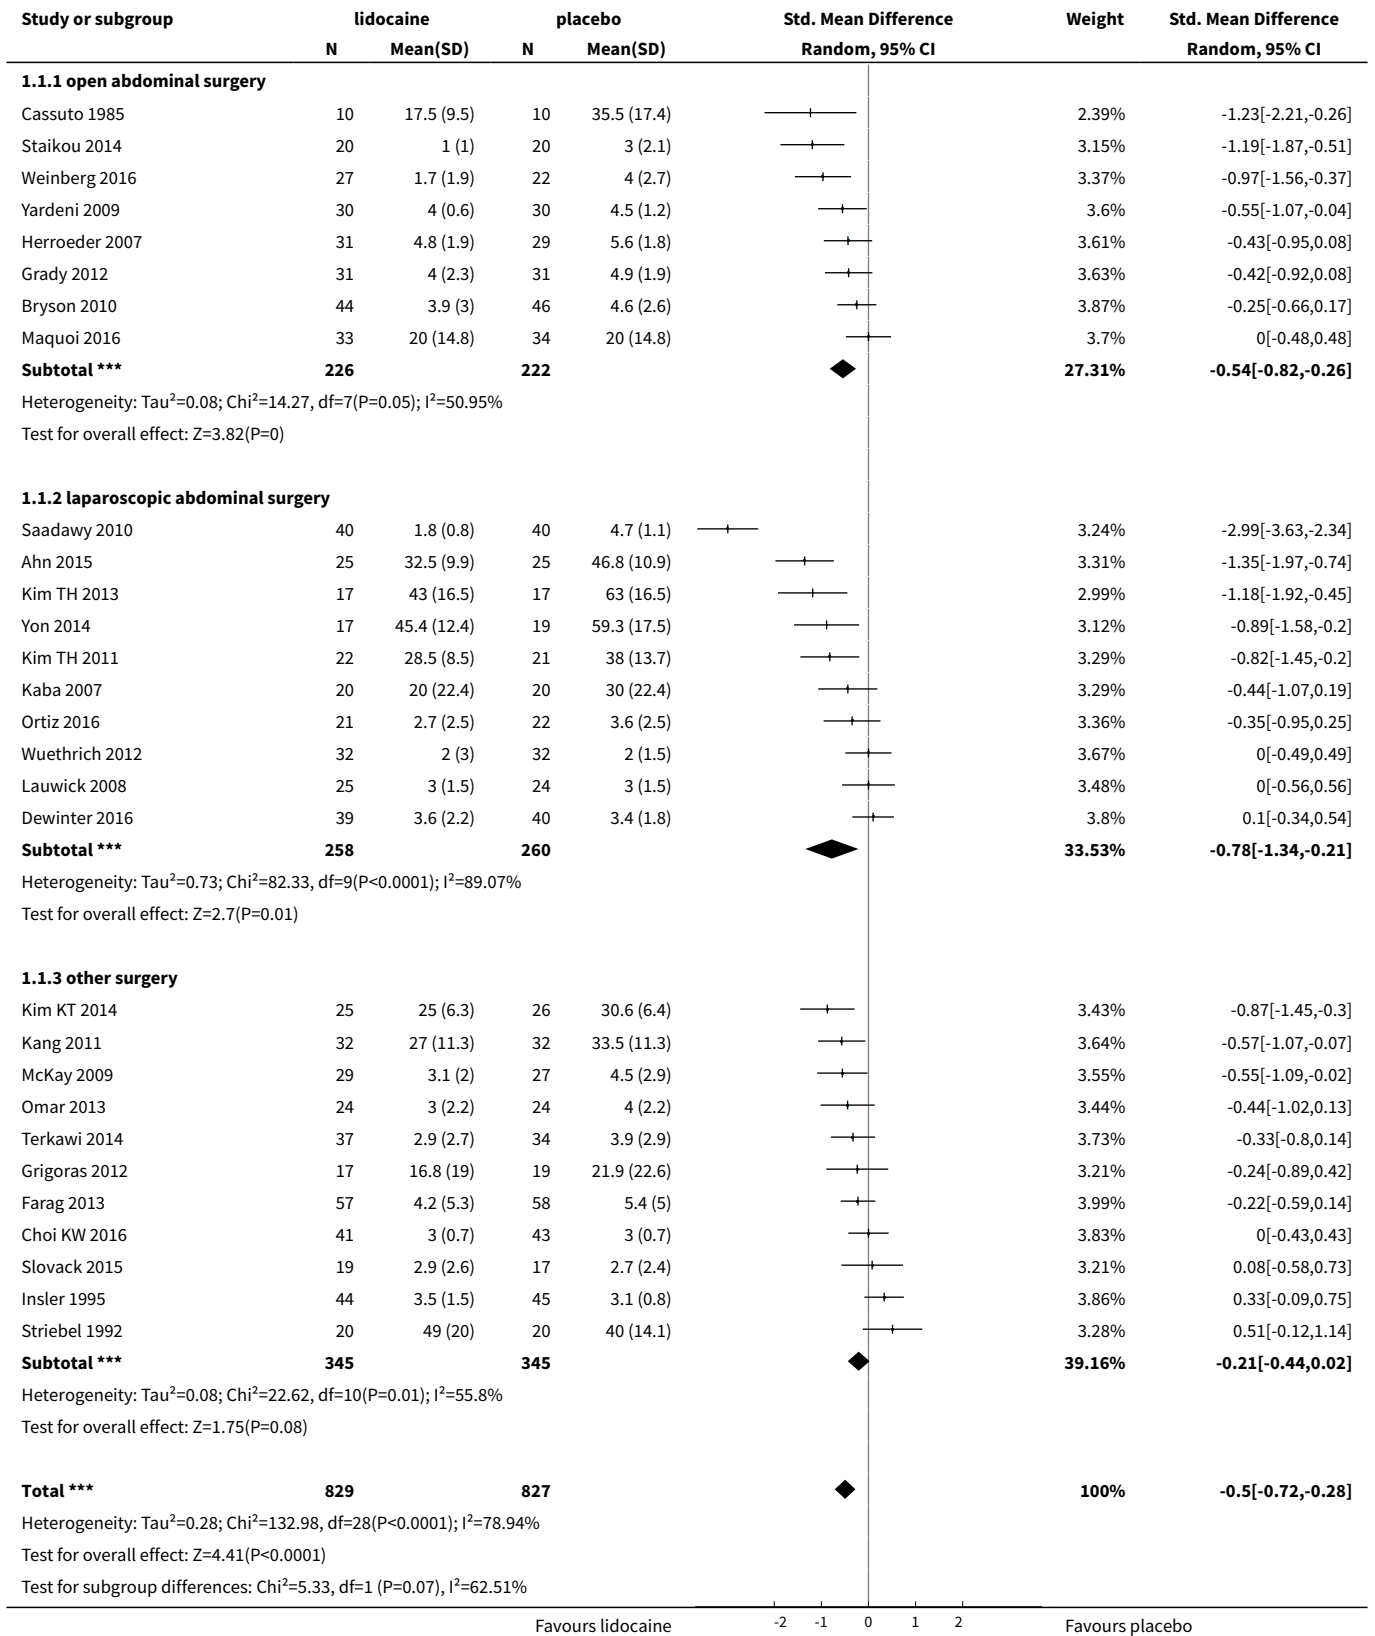 Study or subgroup lidocaine placebo Std. Mean Difference Weight Std. Mean Difference
N Mean(SD) N Mean(SD) Random, 95% CI Random, 95% CI
1.1.1 open abdominal surgery
Cassuto 1985 10 17.5 (9.5) 10 35.5 (17.4) 2.39% -1.23[-2.21,-0.26]
Staikou 2014 20 1 (1) 20 3 (2.1) 3.15% -1.19[-1.87,-0.51]
Weinberg 2016 27 1.7 (1.9) 22 4 (2.7) 3.37% -0.97[-1.56,-0.37]
Yardeni 2009 30 4 (0.6) 30 4.5 (1.2) 3.6% -0.55[-1.07,-0.04]
Herroeder 2007 31 4.8 (1.9) 29 5.6 (1.8) 3.61% -0.43[-0.95,0.08]
Grady 2012 31 4 (2.3) 31 4.9 (1.9) 3.63% -0.42[-0.92,0.08]
Bryson 2010 44 3.9 (3) 46 4.6 (2.6) 3.87% -0.25[-0.66,0.17]
Maquoi 2016 33 20 (14.8) 34 20 (14.8) 3.7% 0[-0.48,0.48]
Subtotal *** 226 222 27.31% -0.54[-0.82,-0.26]
Heterogeneity: Tau²=0.08; Chi²=14.27, df=7(P=0.05); I²=50.95%
Test for overall effect: Z=3.82(P=0)
1.1.2 laparoscopic abdominal surgery
Saadawy 2010 40 1.8 (0.8) 40 4.7 (1.1) 3.24% -2.99[-3.63,-2.34]
Ahn 2015 25 32.5 (9.9) 25 46.8 (10.9) 3.31% -1.35[-1.97,-0.74]
Kim TH 2013 17 43 (16.5) 17 63 (16.5) 2.99% -1.18[-1.92,-0.45]
Yon 2014 17 45.4 (12.4) 19 59.3 (17.5) 3.12% -0.89[-1.58,-0.2]
Kim TH 2011 22 28.5 (8.5) 21 38 (13.7) 3.29% -0.82[-1.45,-0.2]
Kaba 2007 20 20 (22.4) 20 30 (22.4) 3.29% -0.44[-1.07,0.19]
Ortiz 2016 21 2.7 (2.5) 22 3.6 (2.5) 3.36% -0.35[-0.95,0.25]
Wuethrich 2012 32 2 (3) 32 2 (1.5) 3.67% 0[-0.49,0.49]
Lauwick 2008 25 3 (1.5) 24 3 (1.5) 3.48% 0[-0.56,0.56]
Dewinter 2016 39 3.6 (2.2) 40 3.4 (1.8) 3.8% 0.1[-0.34,0.54]
Subtotal *** 258 260 33.53% -0.78[-1.34,-0.21]
Heterogeneity: Tau²=0.73; Chi²=82.33, df=9(P<0.0001); I²=89.07%
Test for overall effect: Z=2.7(P=0.01)
1.1.3 other surgery
Kim KT 2014 25 25 (6.3) 26 30.6 (6.4) 3.43% -0.87[-1.45,-0.3]
Kang 2011 32 27 (11.3) 32 33.5 (11.3) 3.64% -0.57[-1.07,-0.07]
McKay 2009 29 3.1 (2) 27 4.5 (2.9) 3.55% -0.55[-1.09,-0.02]
Omar 2013 24 3 (2.2) 24 4 (2.2) 3.44% -0.44[-1.02,0.13]
Terkawi 2014 37 2.9 (2.7) 34 3.9 (2.9) 3.73% -0.33[-0.8,0.14]
Grigoras 2012 17 16.8 (19) 19 21.9 (22.6) 3.21% -0.24[-0.89,0.42]
Farag 2013 57 4.2 (5.3) 58 5.4 (5) 3.99% -0.22[-0.59,0.14]
Choi KW 2016 41 3 (0.7) 43 3 (0.7) 3.83% 0[-0.43,0.43]
Slovack 2015 19 2.9 (2.6) 17 2.7 (2.4) 3.21% 0.08[-0.58,0.73]
Insler 1995 44 3.5 (1.5) 45 3.1 (0.8) 3.86% 0.33[-0.09,0.75]
Striebel 1992 20 49 (20) 20 40 (14.1) 3.28% 0.51[-0.12,1.14]
Subtotal *** 345 345 39.16% -0.21[-0.44,0.02]
Heterogeneity: Tau²=0.08; Chi²=22.62, df=10(P=0.01); I²=55.8%
Test for overall effect: Z=1.75(P=0.08)
Total *** 829 827 100% -0.5[-0.72,-0.28]
Heterogeneity: Tau²=0.28; Chi²=132.98, df=28(P<0.0001); I²=78.94%
Test for overall effect: Z=4.41(P<0.0001)
Test for subgroup differences: Chi²=5.33, df=1 (P=0.07), I²=62.51%
Favours lidocaine -2 -1 0 1 2 Favours placebo